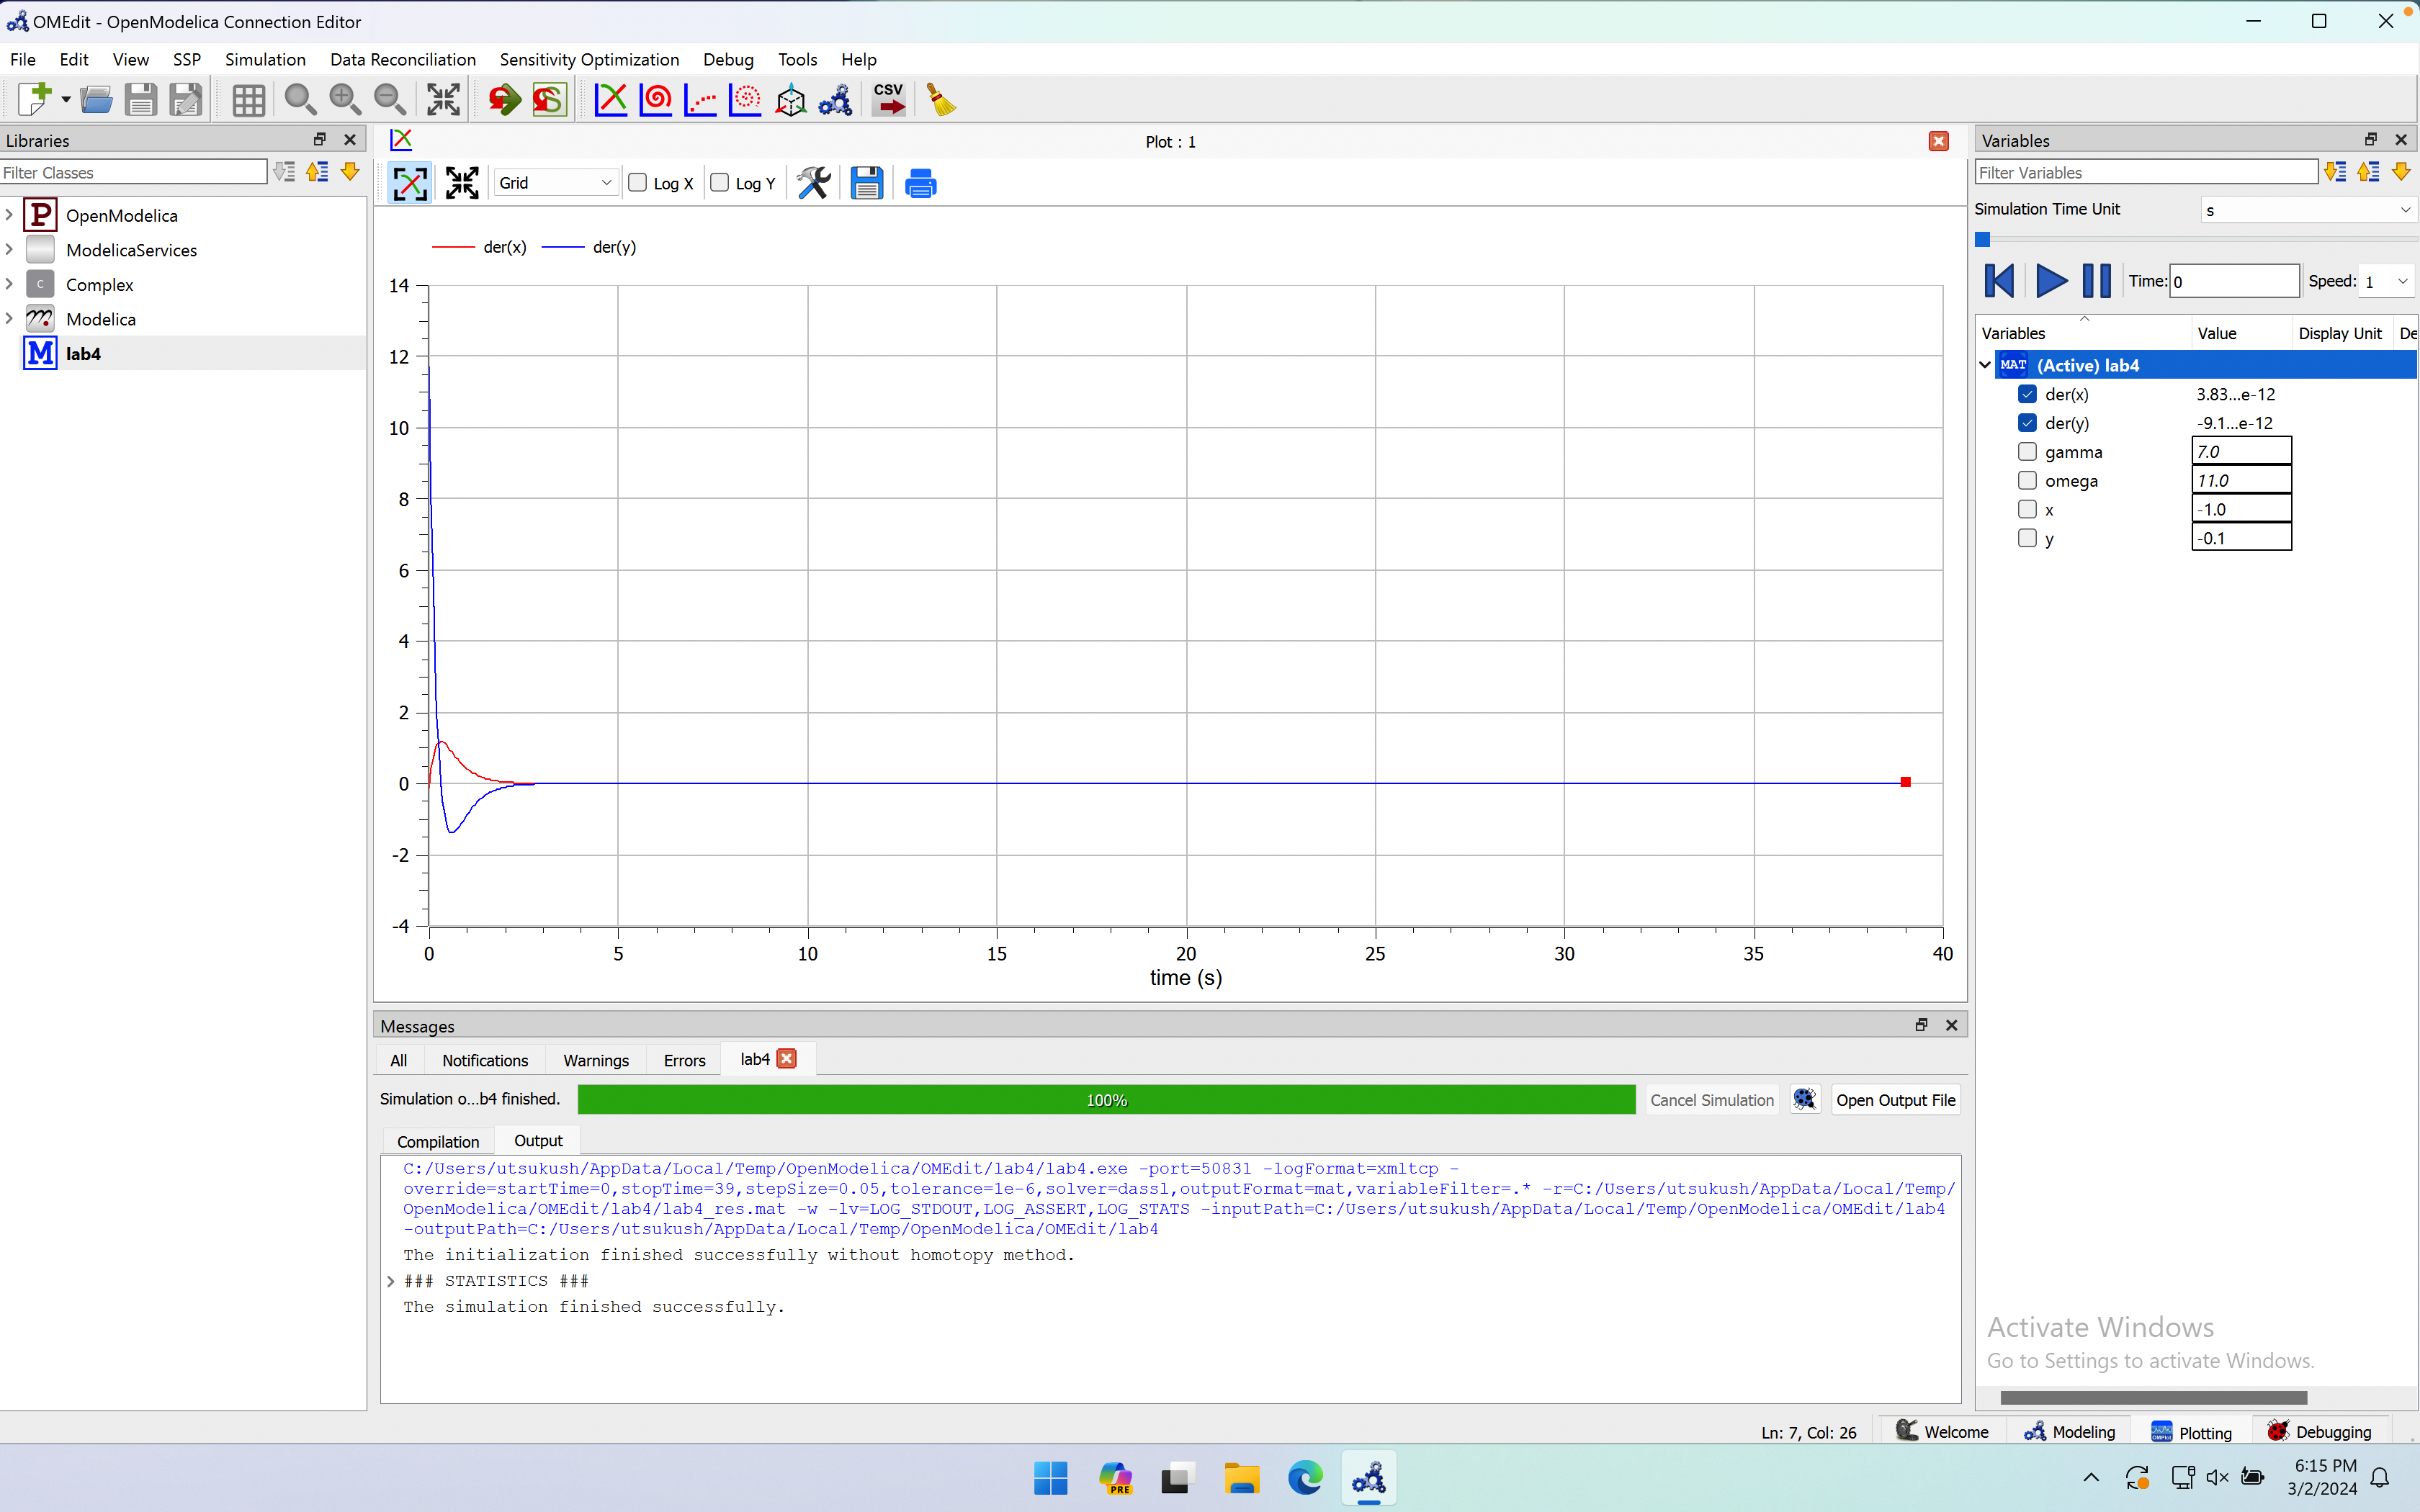 OMEdit - OpenModelica Connection Editor
File Edit View SSP Simulation Data Reconciliation Sensitivity Optimization Debug Tools Help
CSV
Libraries
Filter Classes
P OpenModelica
ModelicaServices
C Complex
Modelica
M lab4
Plot : 1
Grid Log X Log Y
der(x) der(y)
14
12
10
8
6
4
2
0
-2
-4
0 5 10 15 20 25 30 35 40
time (s)
Messages
All Notifications Warnings Errors lab4
Simulation o...b4 finished. 100% Cancel Simulation Open Output File
Compilation Output
C:/Users/utsukush/AppData/Local/Temp/OpenModelica/OMEdit/lab4/lab4.exe -port=50831 -logFormat=xmltcp -
override=startTime=0,stopTime=39,stepSize=0.05,tolerance=1e-6,solver=dassl,outputFormat=mat,variableFilter=.* -r=C:/Users/utsukush/AppData/Local/Temp/
OpenModelica/OMEdit/lab4/lab4_res.mat -w -lv=LOG_STDOUT,LOG_ASSERT,LOG_STATS -inputPath=C:/Users/utsukush/AppData/Local/Temp/OpenModelica/OMEdit/lab4
-outputPath=C:/Users/utsukush/AppData/Local/Temp/OpenModelica/OMEdit/lab4
The initialization finished successfully without homotopy method.
### STATISTICS ###
The simulation finished successfully.
Variables
Filter Variables
Simulation Time Unit s
Time: 0 Speed: 1
Variables Value Display Unit De
MAT (Active) lab4
der(x) 3.83...e-12
der(y) -9.1...e-12
gamma 7.0
omega 11.0
x -1.0
y -0.1
Activate Windows
Go to Settings to activate Windows.
Ln: 7, Col: 26 Welcome Modeling Plotting Debugging
PRE
6:15 PM
3/2/2024